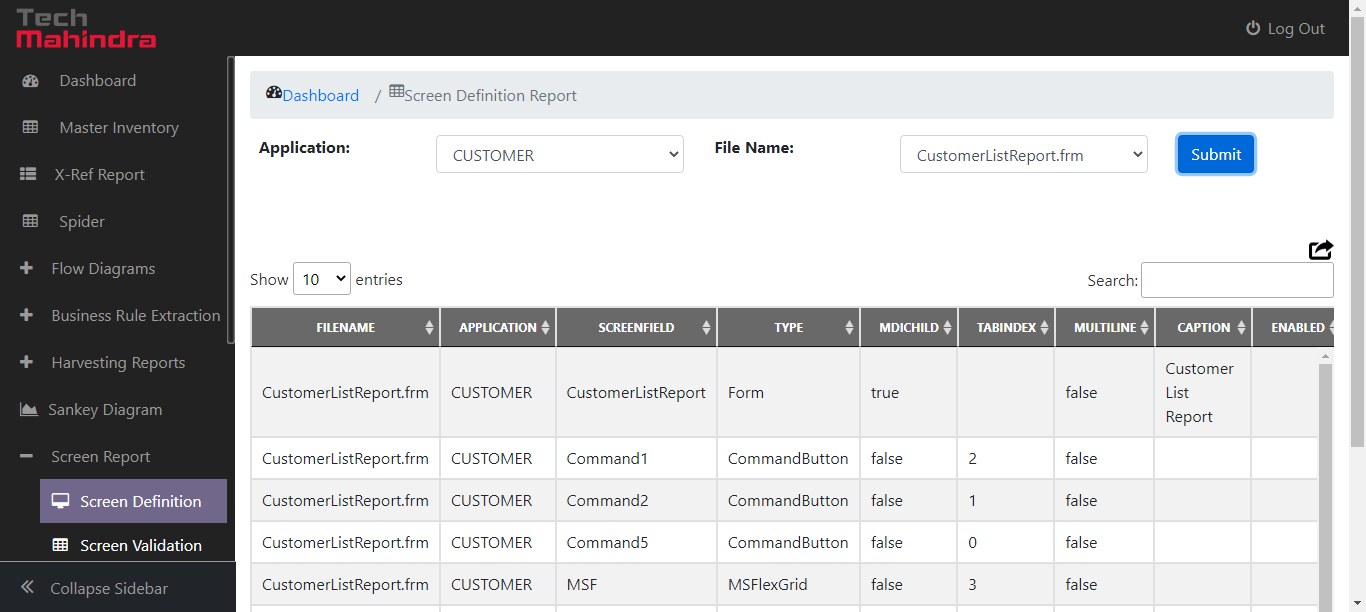 Tech
Mahindra
Log Out
Dashboard
Master Inventory
X-Ref Report
Spider
Flow Diagrams
Business Rule Extraction
Harvesting Reports
Sankey Diagram
Screen Report
Screen Definition
Screen Validation
Collapse Sidebar
Dashboard / Screen Definition Report
Application: CUSTOMER File Name: CustomerListReport.frm Submit
Show 10 entries Search:
FILENAME APPLICATION SCREENFIELD TYPE MDICHILD TABINDEX MULTILINE CAPTION ENABLED
CustomerListReport.frm CUSTOMER CustomerListReport Form true false Customer
List
Report
CustomerListReport.frm CUSTOMER Command1 CommandButton false 2 false
CustomerListReport.frm CUSTOMER Command2 CommandButton false 1 false
CustomerListReport.frm CUSTOMER Command5 CommandButton false 0 false
CustomerListReport.frm CUSTOMER MSF MSFlexGrid false 3 false